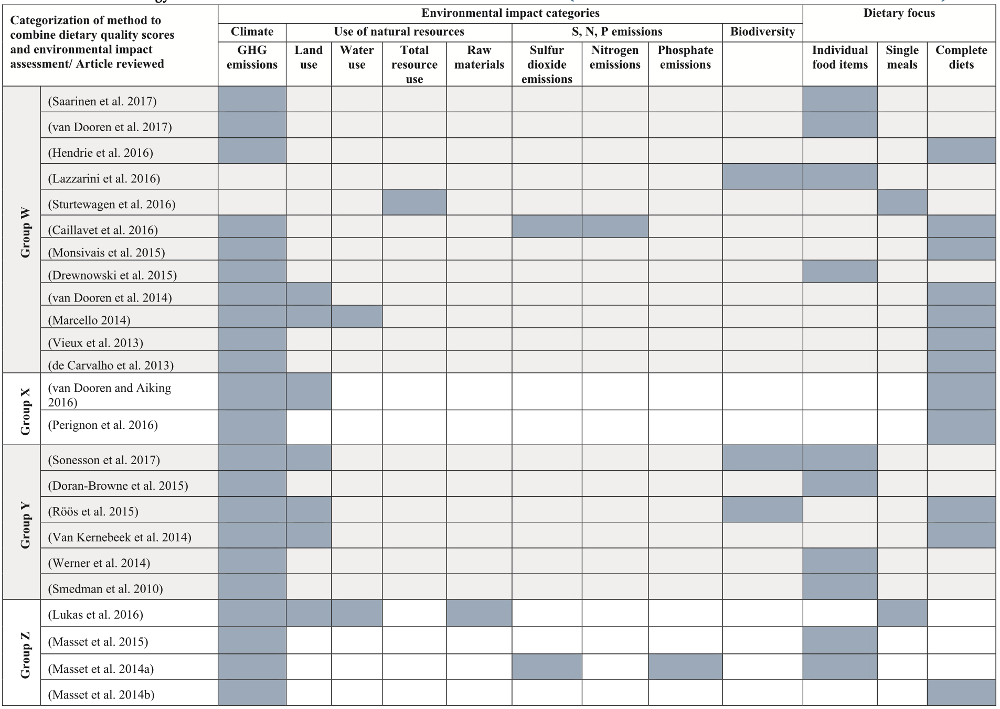 Categorization of method to
combine dietary quality scores
and environmental impact
assessment/ Article reviewed
Environmental impact categories
Dietary focus
Climate
Use of natural resources
S, N, P emissions
Biodiversity
GHG
emissions
Land
use
Water
use
Total
resource
use
Raw
materials
Sulfur
dioxide
emissions
Nitrogen
emissions
Phosphate
emissions
Individual
food items
Single
meals
Complete
diets
Group W
(Saarinen et al. 2017)
(van Dooren et al. 2017)
(Hendrie et al. 2016)
(Lazzarini et al. 2016)
(Sturtewagen et al. 2016)
(Caillavet et al. 2016)
(Monsivais et al. 2015)
(Drewnowski et al. 2015)
(van Dooren et al. 2014)
(Marcello 2014)
(Vieux et al. 2013)
(de Carvalho et al. 2013)
Group X
(van Dooren and Aiking
2016)
(Perignon et al. 2016)
Group Y
(Sonesson et al. 2017)
(Doran-Browne et al. 2015)
(Röös et al. 2015)
(Van Kernebeek et al. 2014)
(Werner et al. 2014)
(Smedman et al. 2010)
Group Z
(Lukas et al. 2016)
(Masset et al. 2015)
(Masset et al. 2014a)
(Masset et al. 2014b)